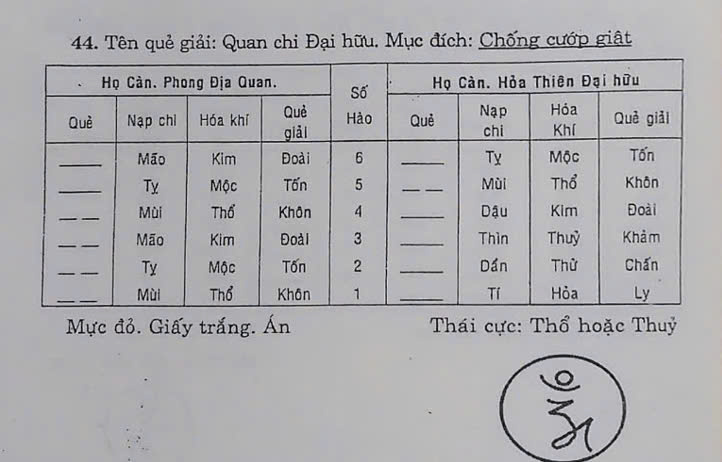 44. Tên quẻ giải: Quan chi Đại hữu. Mục đích: Chống cướp giật
Họ Càn. Phong Địa Quan. Số Hào Họ Càn. Hỏa Thiên Đại hữu
Quẻ Nạp chi Hóa khí Quẻ giải Quẻ Nạp chi Hóa Khí Quẻ giải
Mão Kim Đoài 6 Tỵ Mộc Tốn
Tỵ Mộc Tốn 5 Mùi Thổ Khôn
Mùi Thổ Khôn 4 Dậu Kim Đoài
Mão Kim Đoài 3 Thìn Thuỷ Khảm
Tỵ Mộc Tốn 2 Dần Thử Chấn
Mùi Thổ Khôn 1 Tí Hỏa Ly
Mực đỏ. Giấy trắng. Án Thái cực: Thổ hoặc Thuỷ